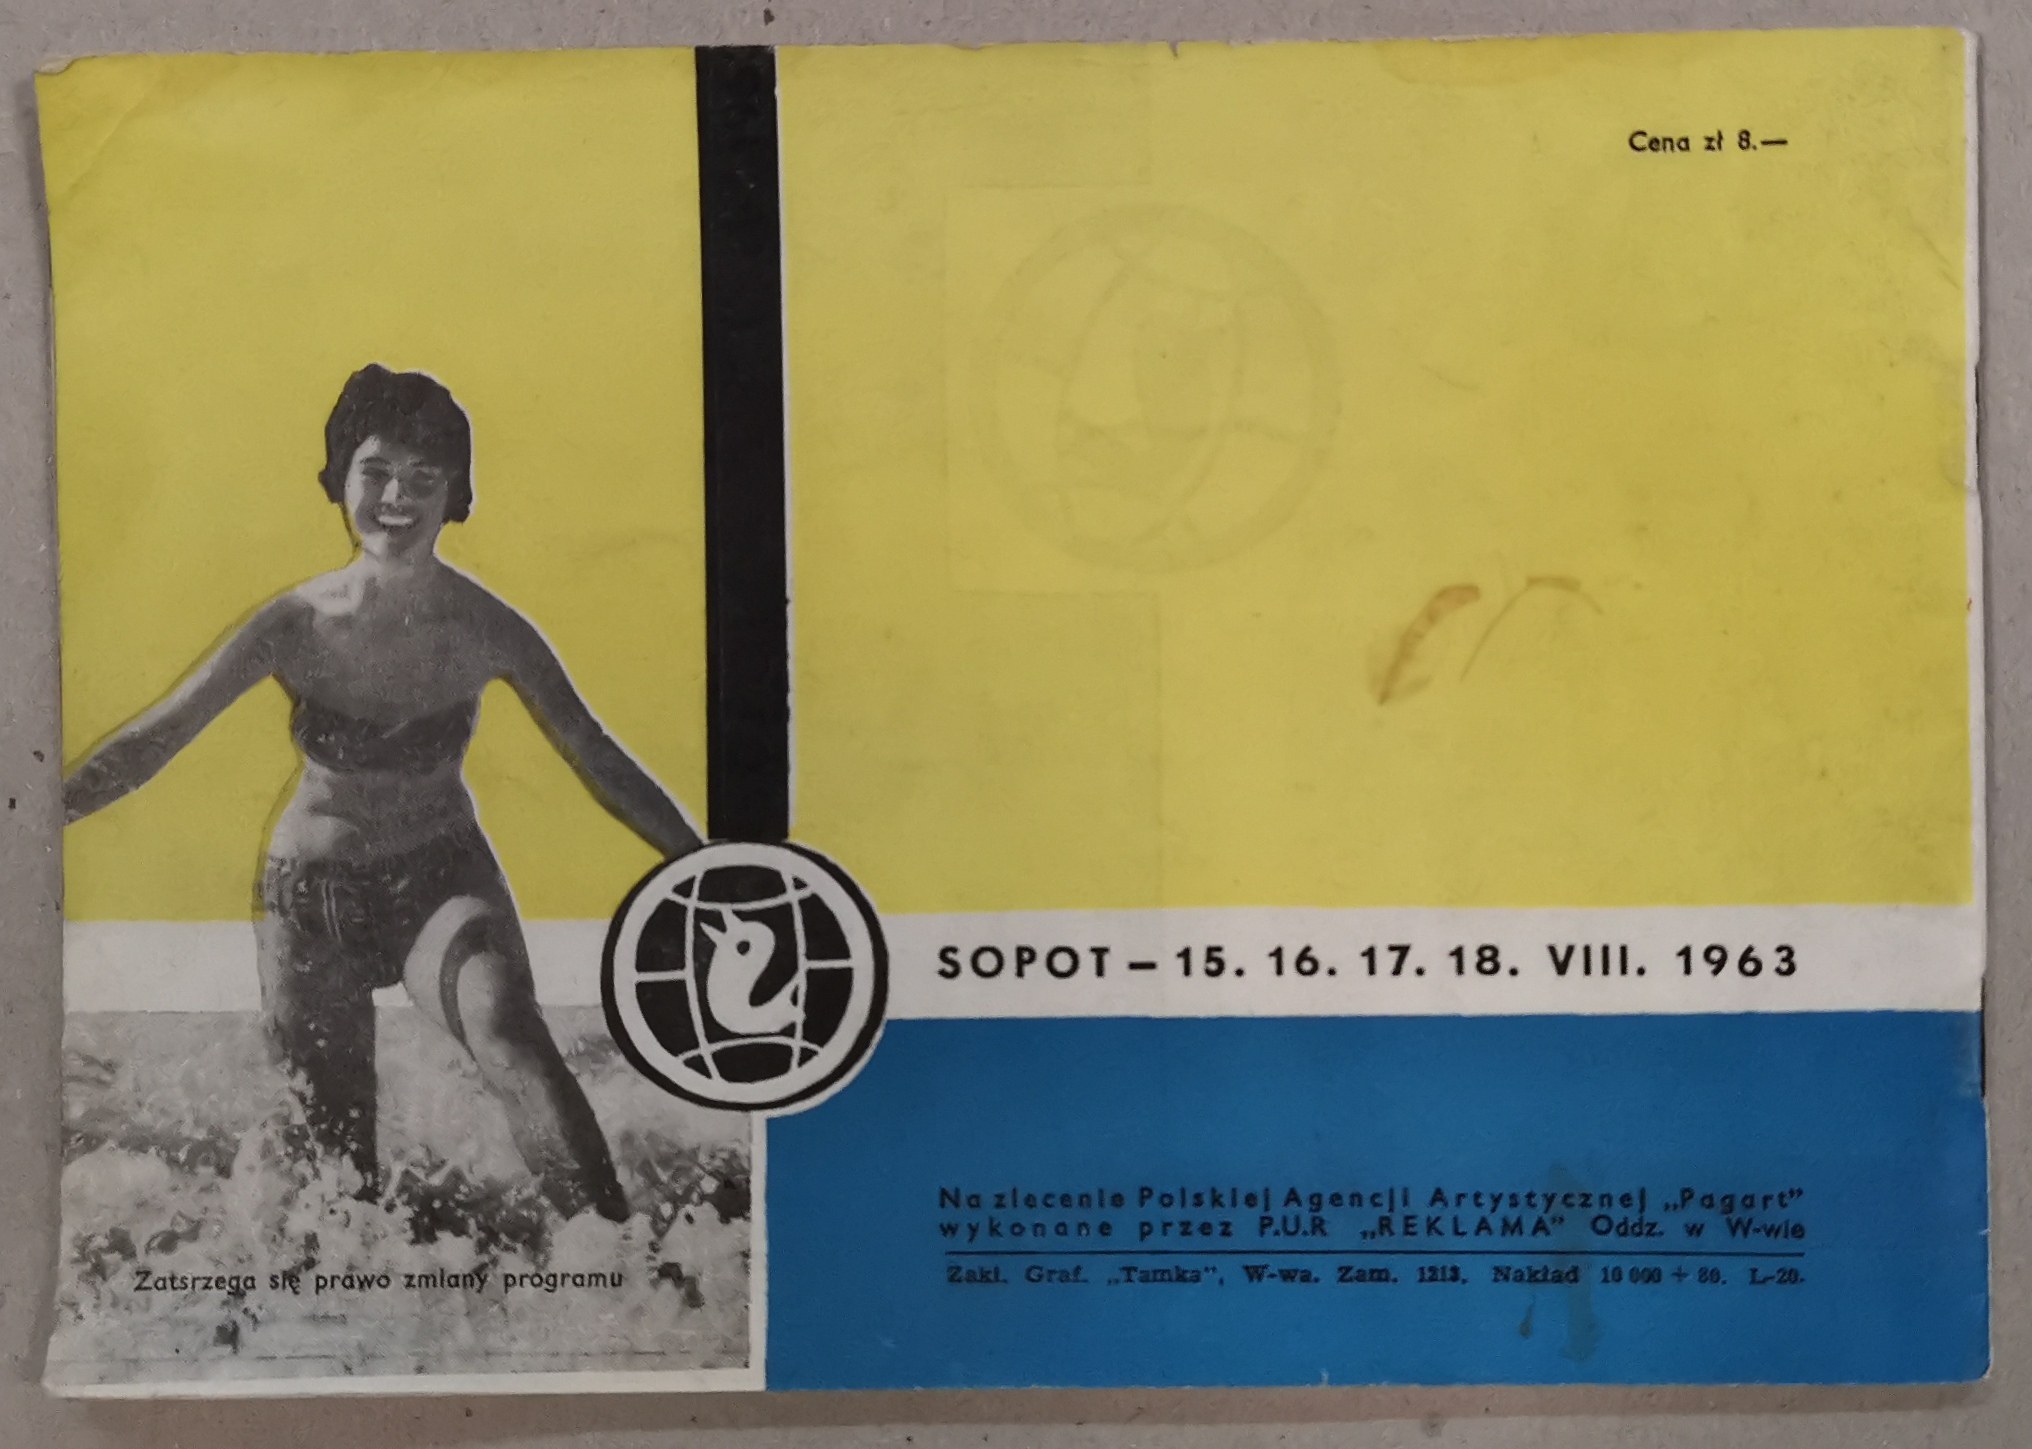 Cena zł 8.—
SOPOT – 15. 16. 17. 18. VIII. 1963
Na zlecenie Polskiej Agencji Artystycznej „Pagart”
wykonane przez P.U.R „REKLAMA” Oddz. w W-wie
Zakł. Graf. „Tamka”, W-wa. Zam. 1213. Nakład 10 000 + 80. L-20.
Zatsrzega się prawo zmiany programu